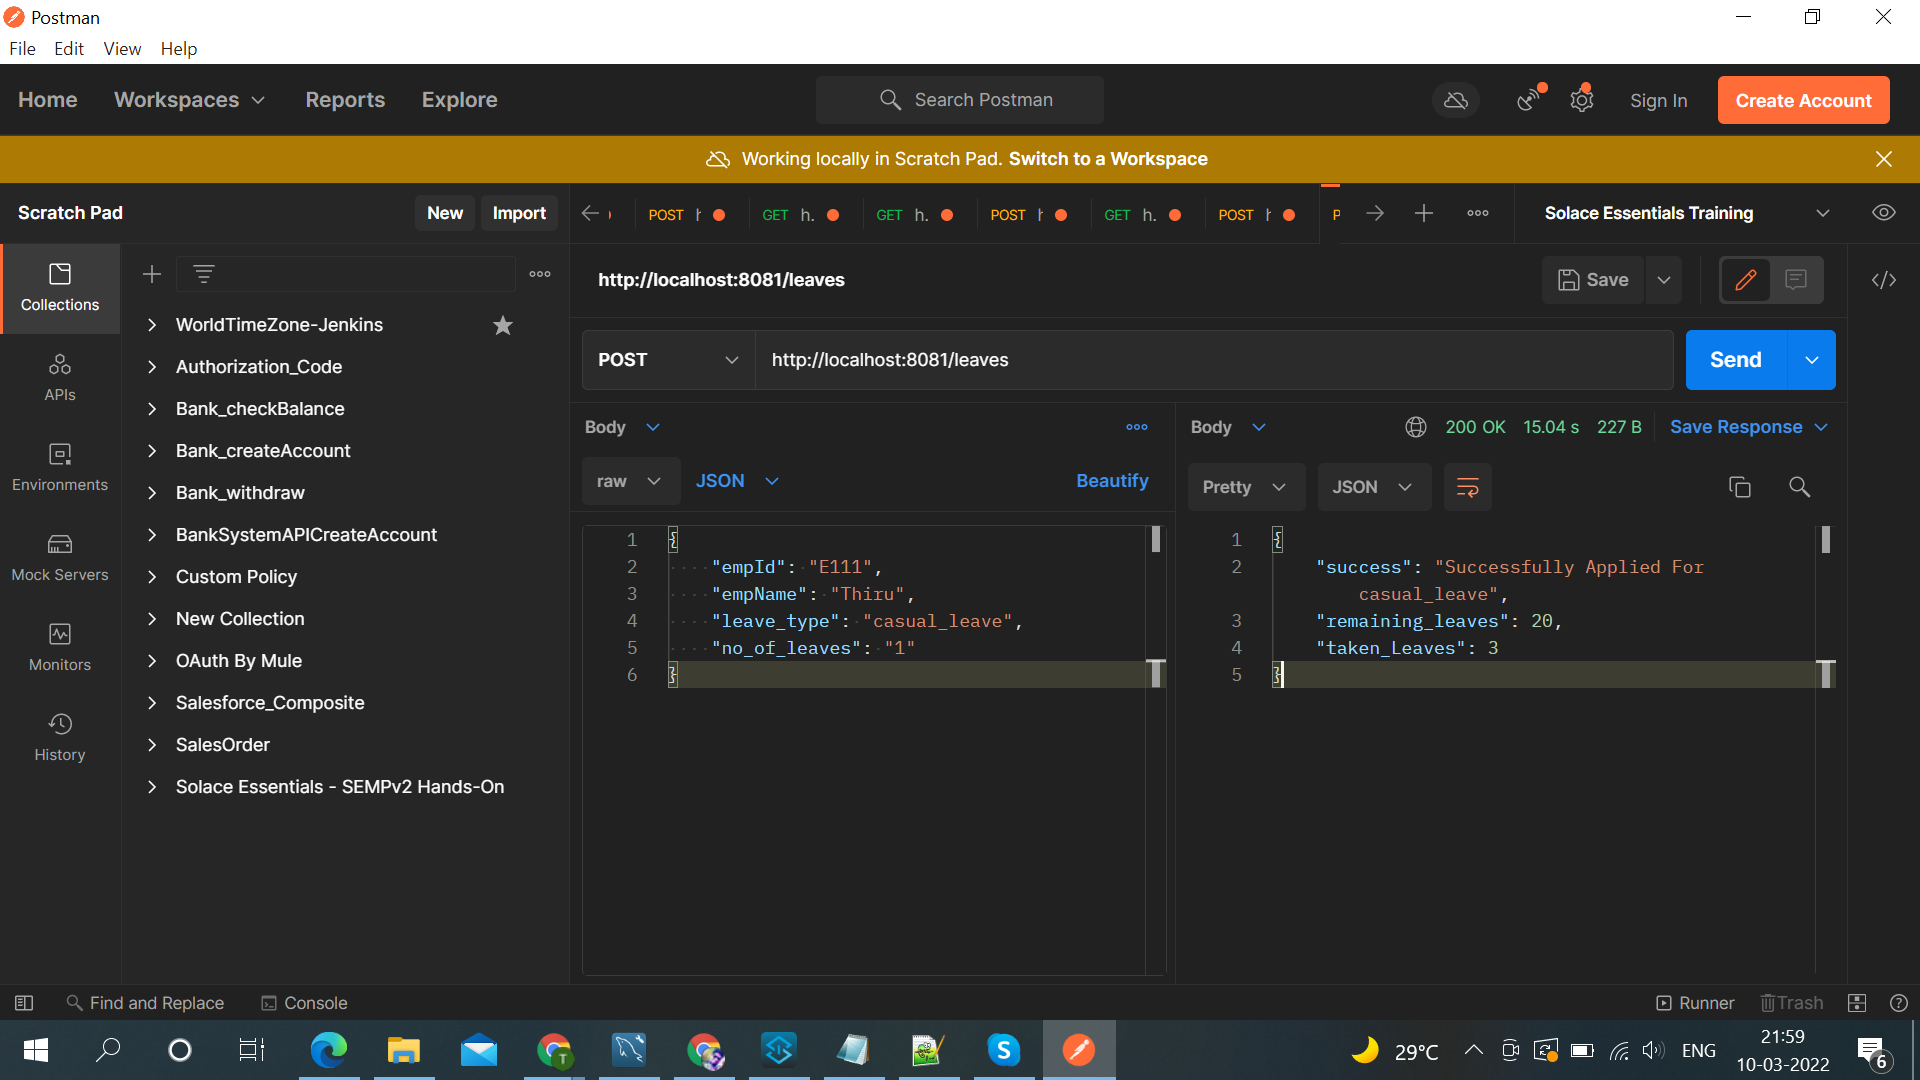 Postman
File Edit View Help
Home Workspaces Reports Explore
Search Postman
Sign In
Create Account
Working locally in Scratch Pad. Switch to a Workspace
Scratch Pad
New Import
POST
GET h.
GET h.
POST
GET h.
POST
Solace Essentials Training
Collections
APIs
Environments
Mock Servers
Monitors
History
WorldTimeZone-Jenkins
Authorization_Code
Bank_checkBalance
Bank_createAccount
Bank_withdraw
BankSystemAPICreateAccount
Custom Policy
New Collection
OAuth By Mule
Salesforce_Composite
SalesOrder
Solace Essentials - SEMPv2 Hands-On
http://localhost:8081/leaves
Save
</>
POST
http://localhost:8081/leaves
Send
Body
raw JSON Beautify
1 {
2 "empId": "E111",
3 "empName": "Thiru",
4 "leave_type": "casual_leave",
5 "no_of_leaves": "1"
6 }
Body
200 OK 15.04 s 227 B Save Response
Pretty JSON
1 {
2 "success": "Successfully Applied For
casual_leave",
3 "remaining_leaves": 20,
4 "taken_Leaves": 3
5 }
Find and Replace Console
Runner Trash
29°C
ENG
21:59
10-03-2022
6